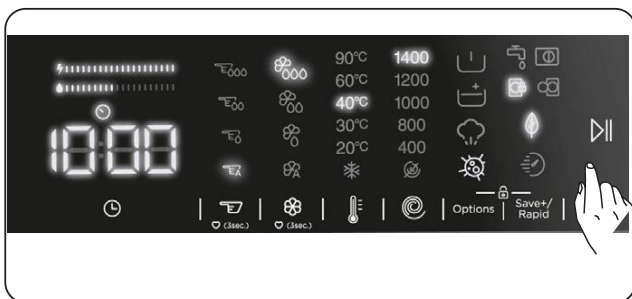 90°C 1400
60°C 1200
40°C 1000
30°C 800
20°C 400
A A
10:00
Options Save+/
Rapid
(3sec.) (3sec.)